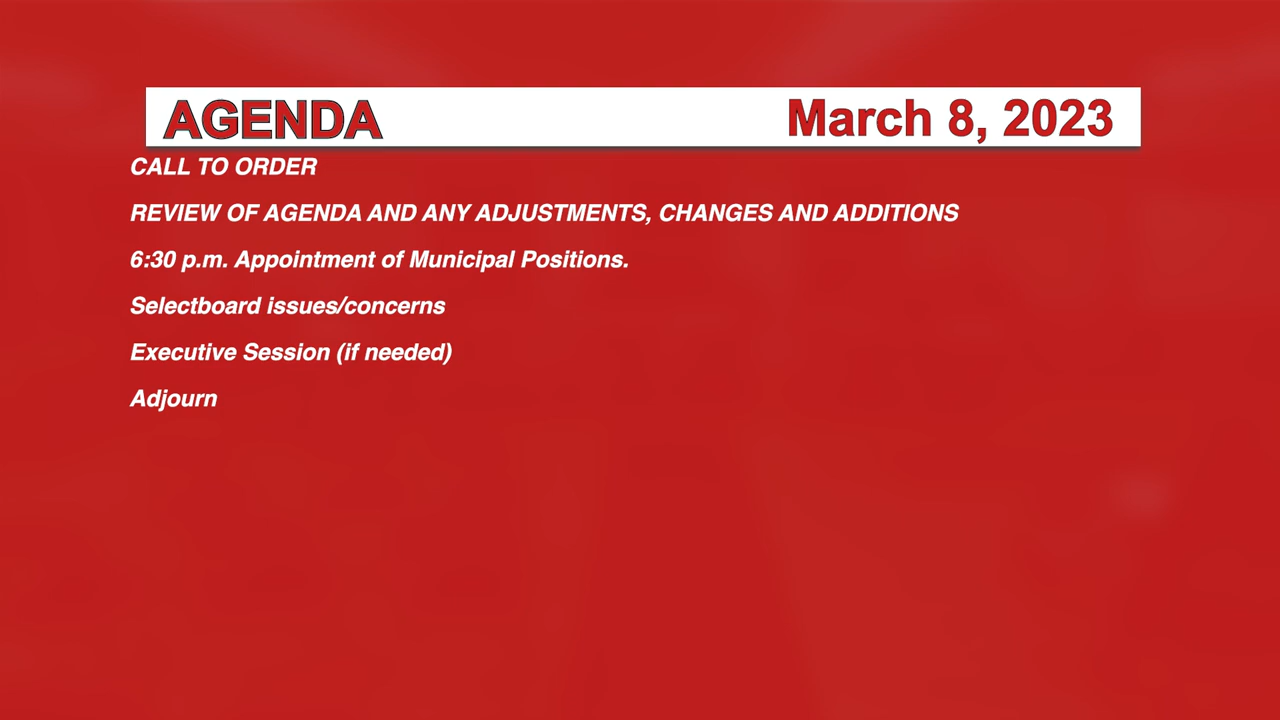 AGENDA March 8, 2023
CALL TO ORDER
REVIEW OF AGENDA AND ANY ADJUSTMENTS, CHANGES AND ADDITIONS
6:30 p.m. Appointment of Municipal Positions.
Selectboard issues/concerns
Executive Session (if needed)
Adjourn